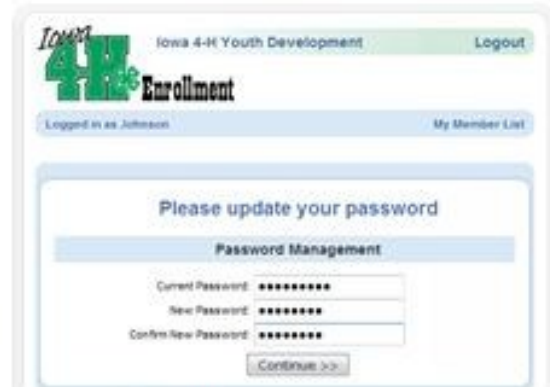 Iowa
4-H
Enrollment
Iowa 4-H Youth Development
Logout
Logged in as Johnson
My Member List
Please update your password
Password Management
Current Password: •••••••••
New Password: ••••••••
Confirm New Password: ••••••••
Continue >>